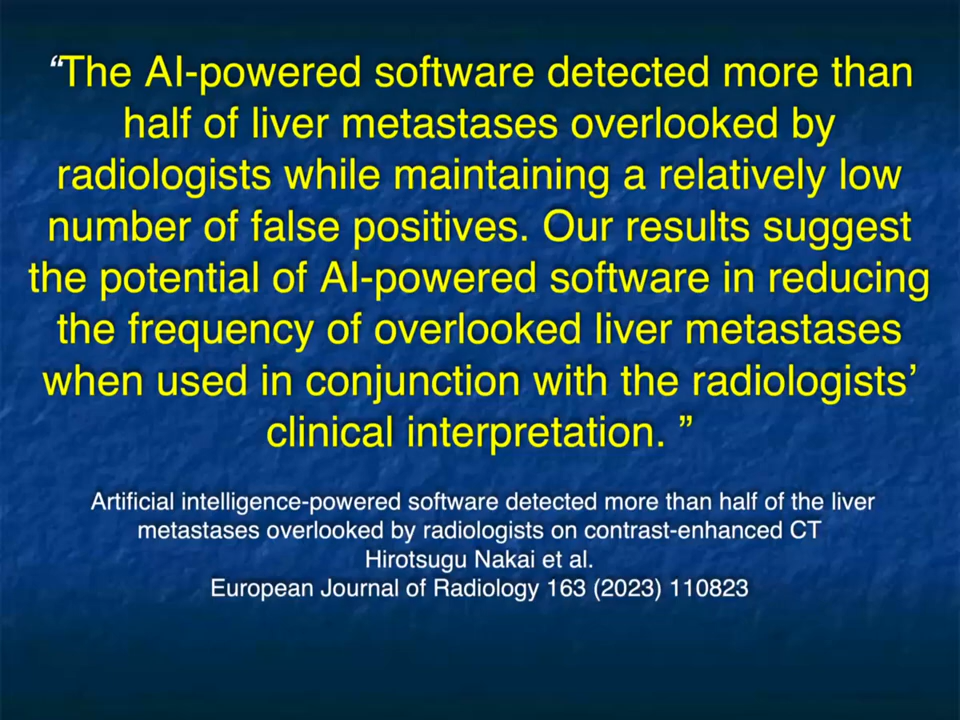 “The AI-powered software detected more than
half of liver metastases overlooked by
radiologists while maintaining a relatively low
number of false positives. Our results suggest
the potential of AI-powered software in reducing
the frequency of overlooked liver metastases
when used in conjunction with the radiologists’
clinical interpretation. ”
Artificial intelligence-powered software detected more than half of the liver
metastases overlooked by radiologists on contrast-enhanced CT
Hirotsugu Nakai et al.
European Journal of Radiology 163 (2023) 110823